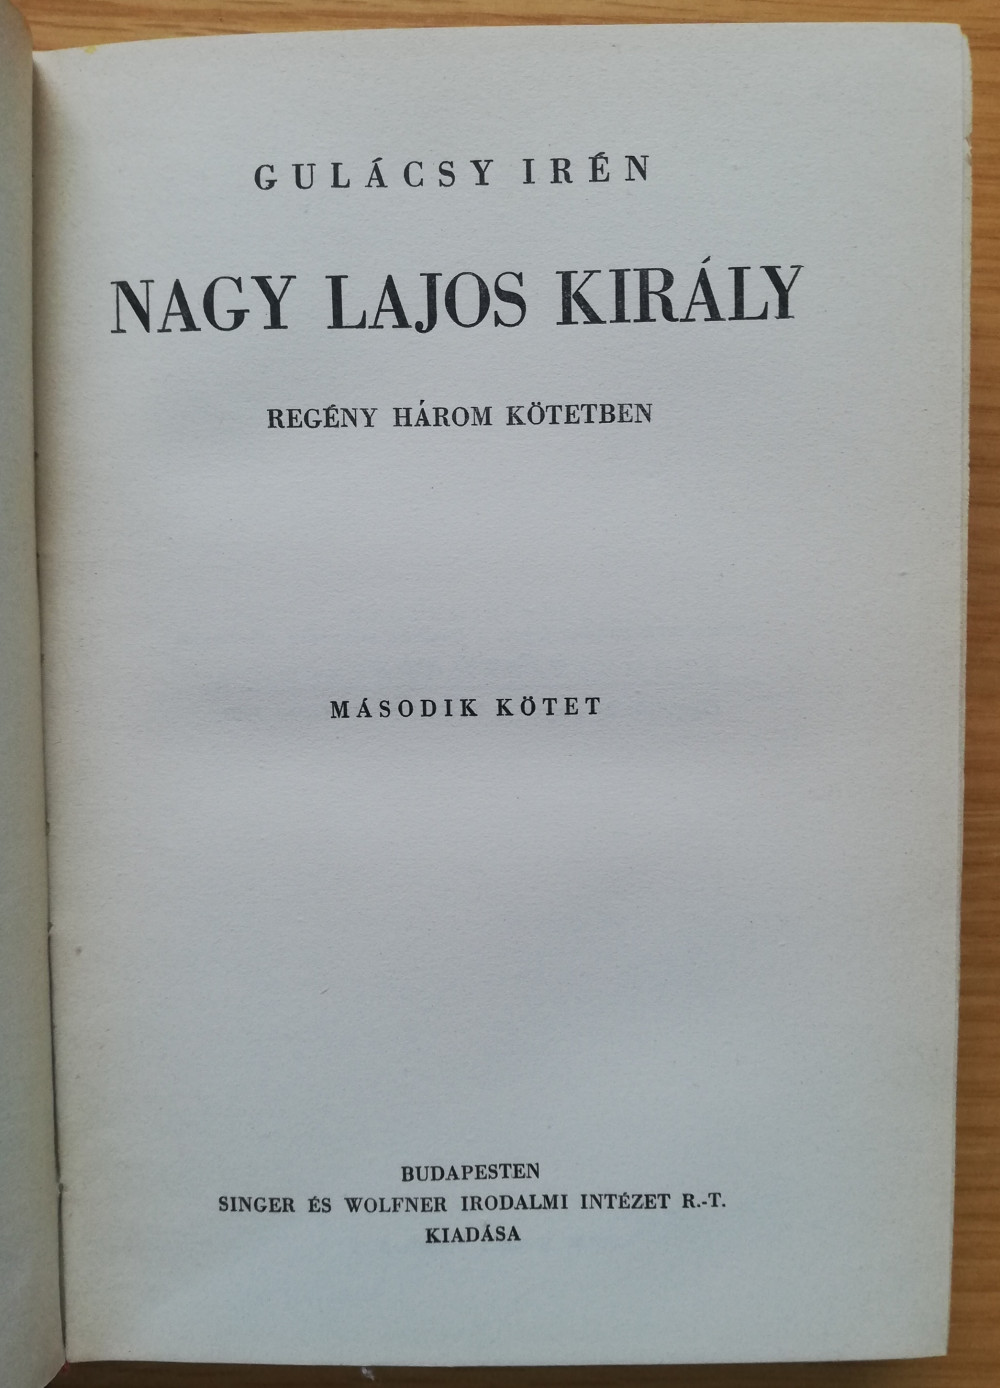 GULÁCSY IRÉN
NAGY LAJOS KIRÁLY
REGÉNY HÁROM KÖTETBEN
MÁSODIK KÖTET
BUDAPESTEN
SINGER ÉS WOLFNER IRODALMI INTÉZET R.-T.
KIADÁSA